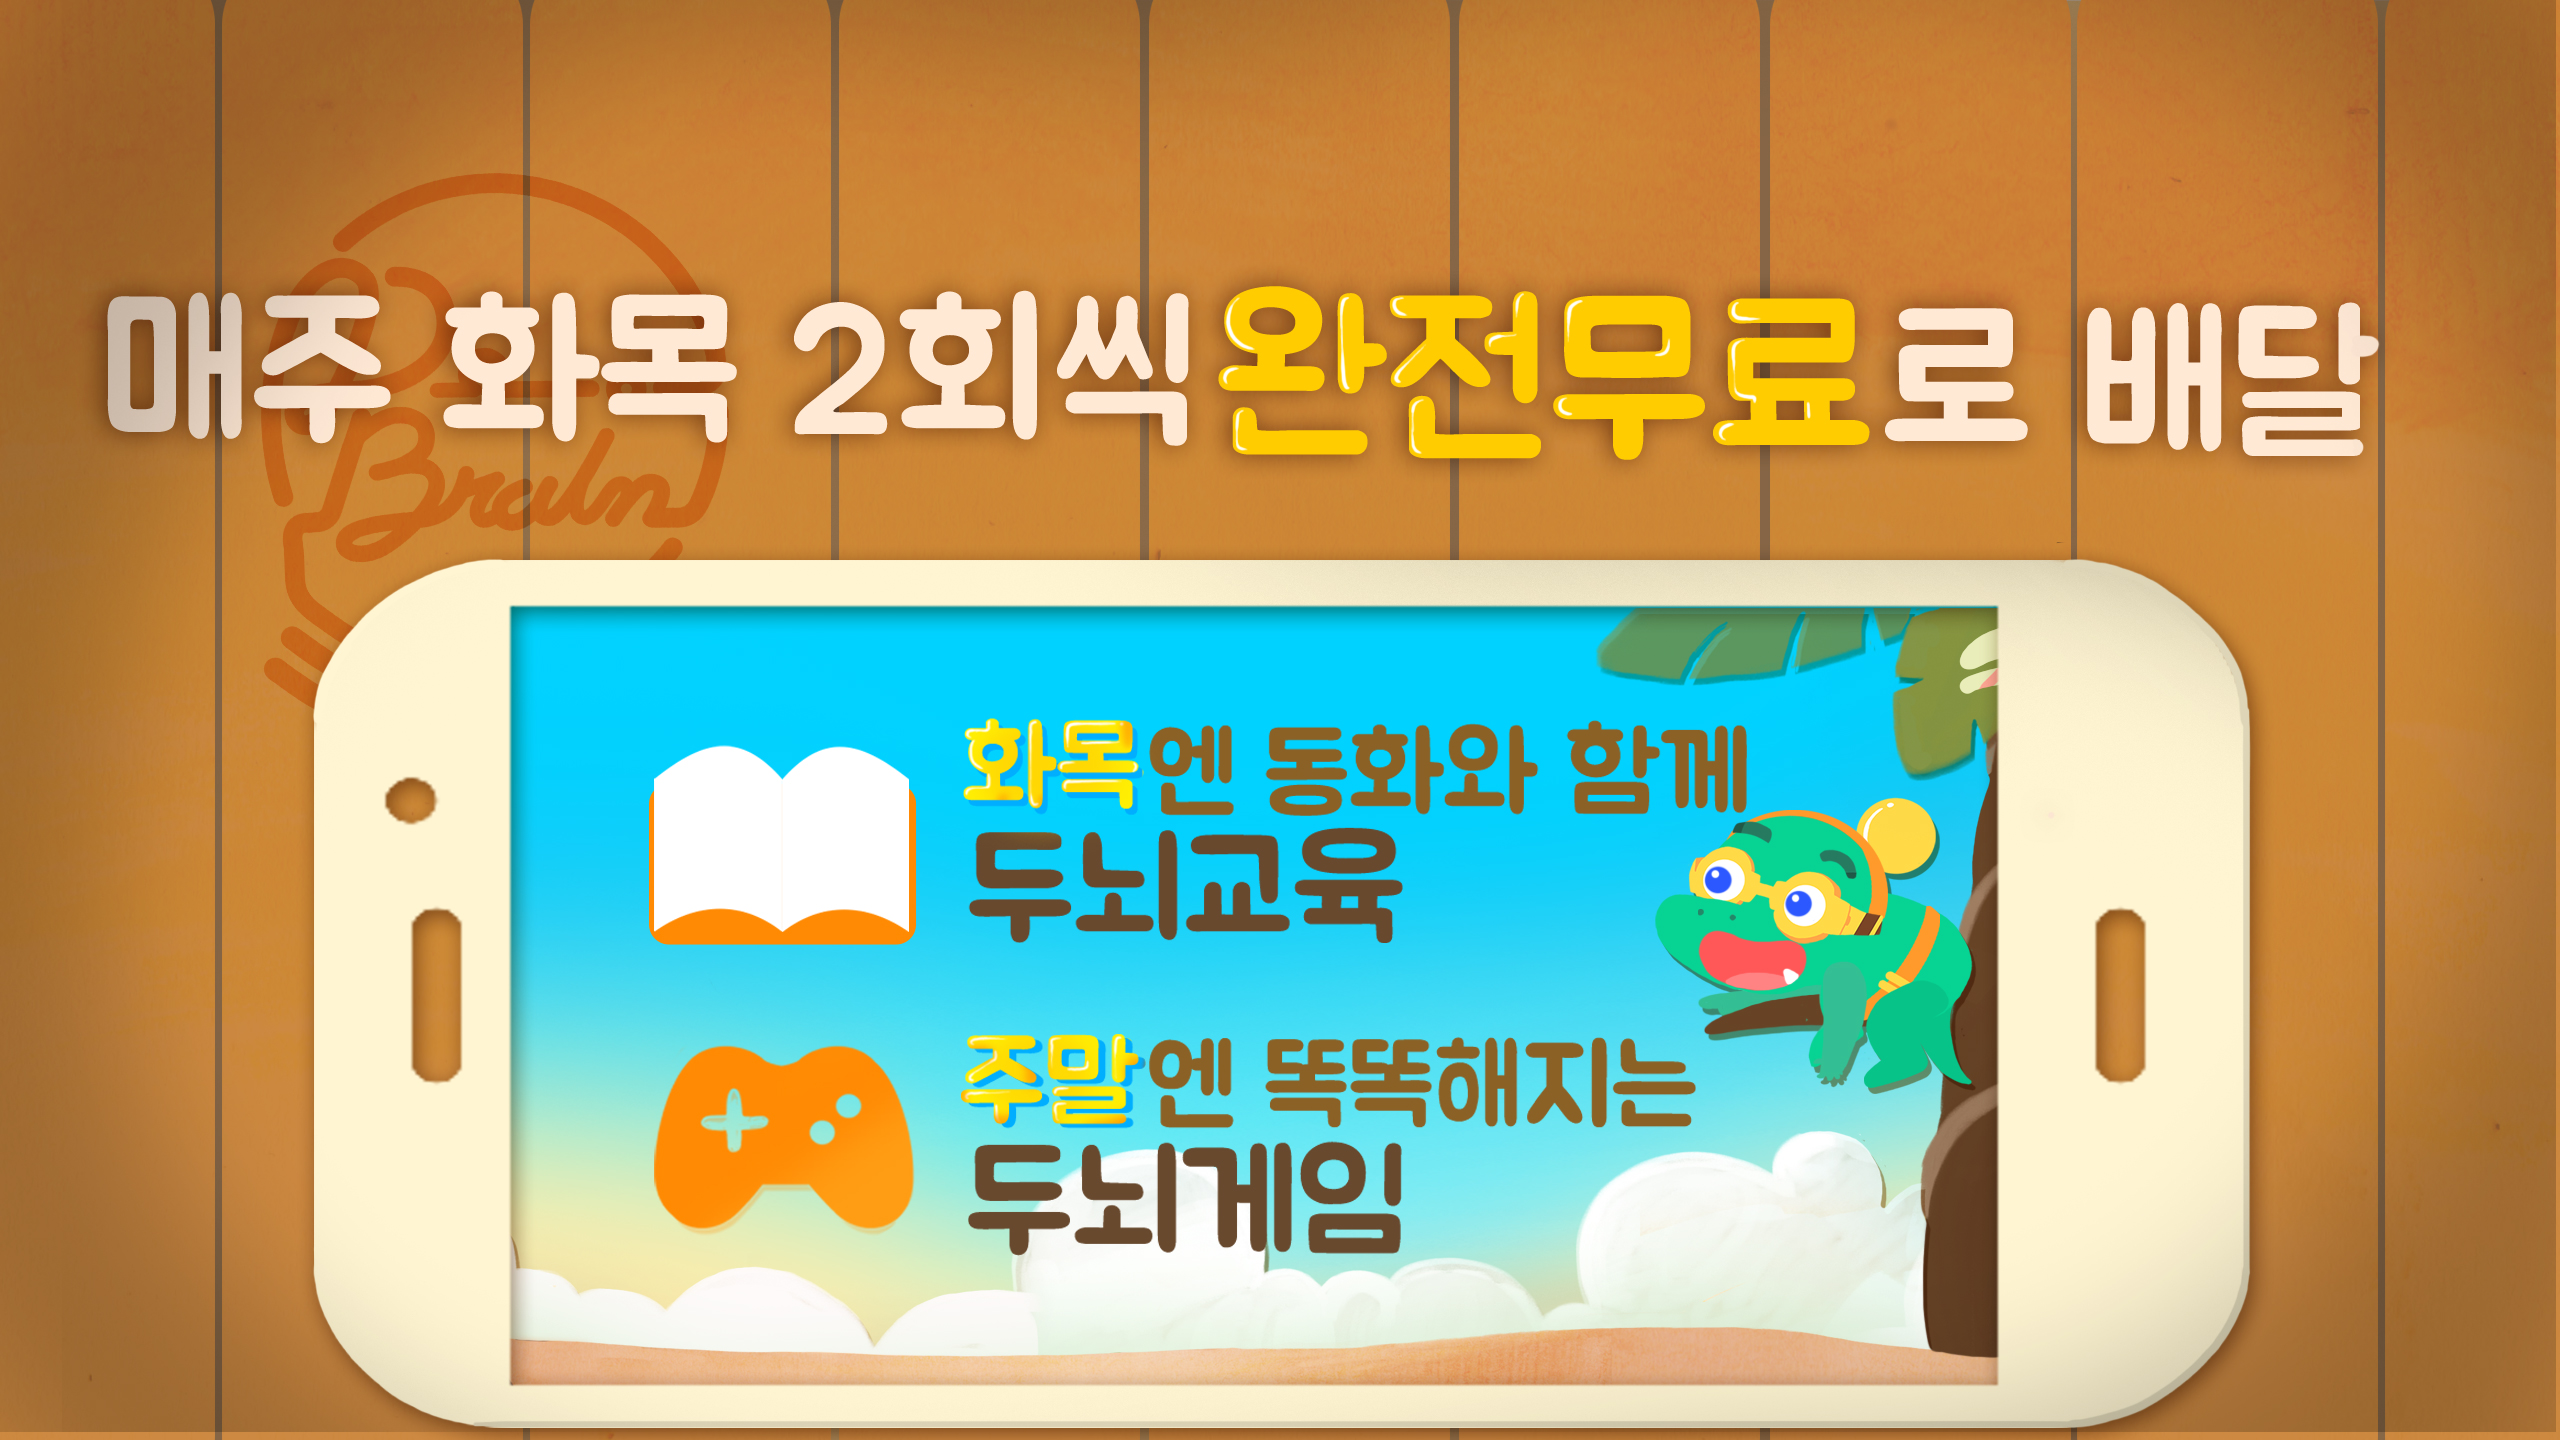 매주 화목 2회씩 완전무료로 배달
Brain
화목엔 동화와 함께
두뇌교육
주말엔 똑똑해지는
두뇌게임